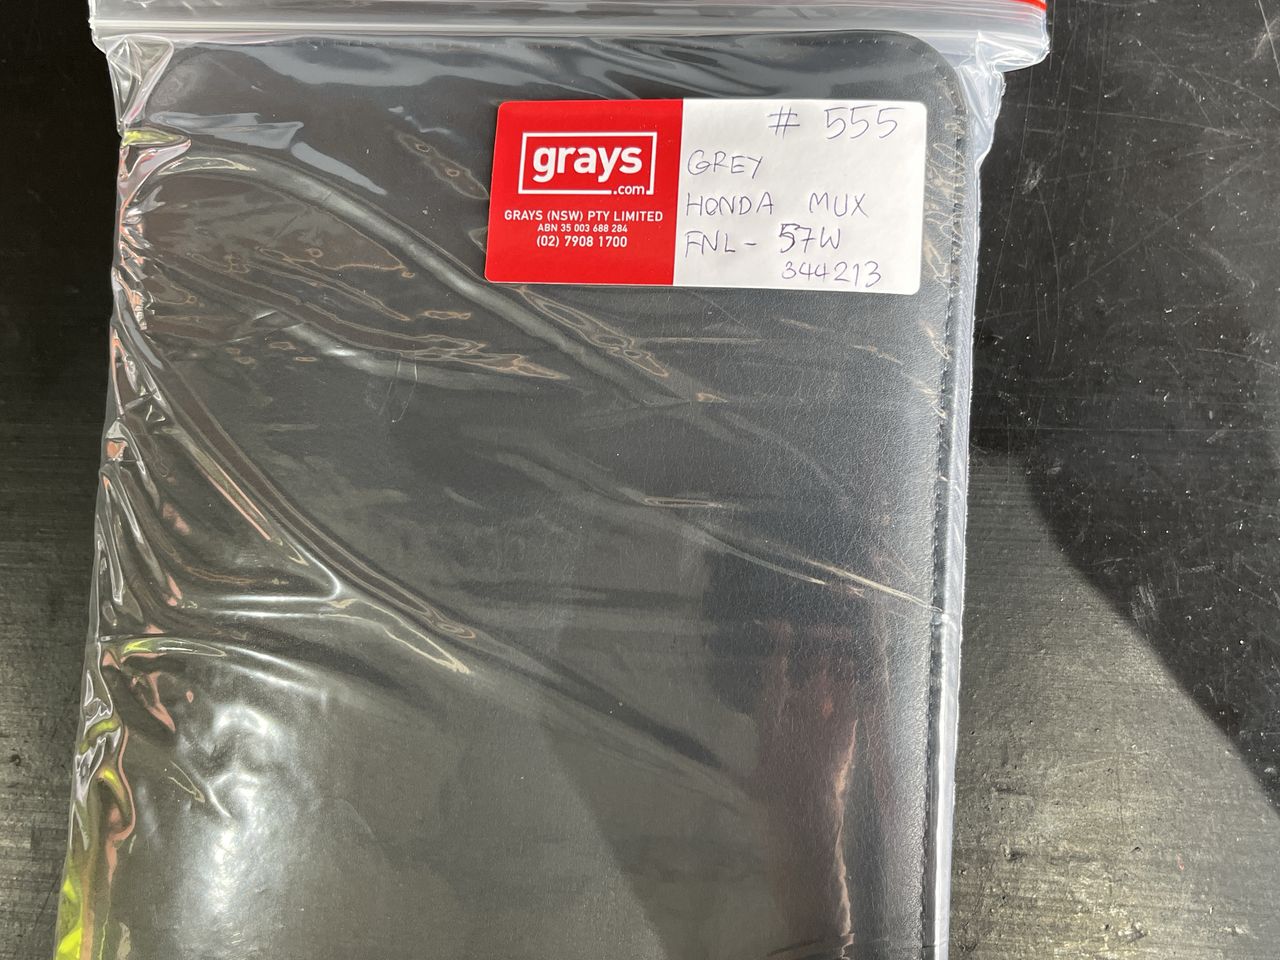 grays
.com
GRAYS (NSW) PTY LIMITED
ABN 35 003 688 284
(02) 7908 1700
# 555
GREY
HONDA MUX
FNL - 57W
344213